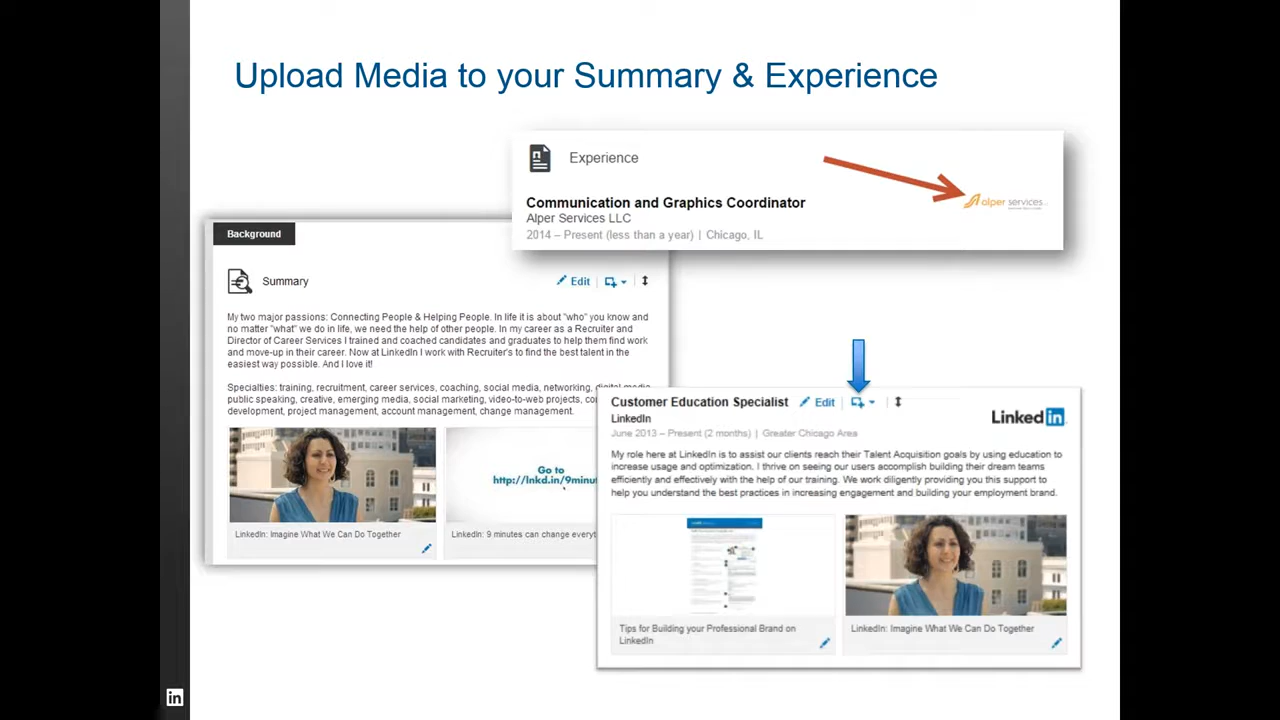 Upload Media to your Summary & Experience
Experience
Communication and Graphics Coordinator
Alper Services LLC
2014 – Present (less than a year) | Chicago, IL
alper services
Background
Summary
Edit
My two major passions: Connecting People & Helping People. In life it is about "who" you know and
no matter "what" we do in life, we need the help of other people. In my career as a Recruiter and
Director of Career Services I trained and coached candidates and graduates to help them find work
and move-up in their career. Now at LinkedIn I work with Recruiter's to find the best talent in the
easiest way possible. And I love it!
Specialties: training, recruitment, career services, coaching, social media, networking, digital media
public speaking, creative, emerging media, social marketing, video-to-web projects, co
development, project management, account management, change management.
Go to
http://lnkd.in/9minut
LinkedIn: Imagine What We Can Do Together
LinkedIn: 9 minutes can change everyt
Customer Education Specialist
Edit
LinkedIn
LinkedIn
June 2013 – Present (2 months) | Greater Chicago Area
My role here at LinkedIn is to assist our clients reach their Talent Acquisition goals by using education to
increase usage and optimization. I thrive on seeing our users accomplish building their dream teams
efficiently and effectively with the help of our training. We work diligently providing you this support to
help you understand the best practices in increasing engagement and building your employment brand.
Tips for Building your Professional Brand on
LinkedIn
LinkedIn: Imagine What We Can Do Together
in